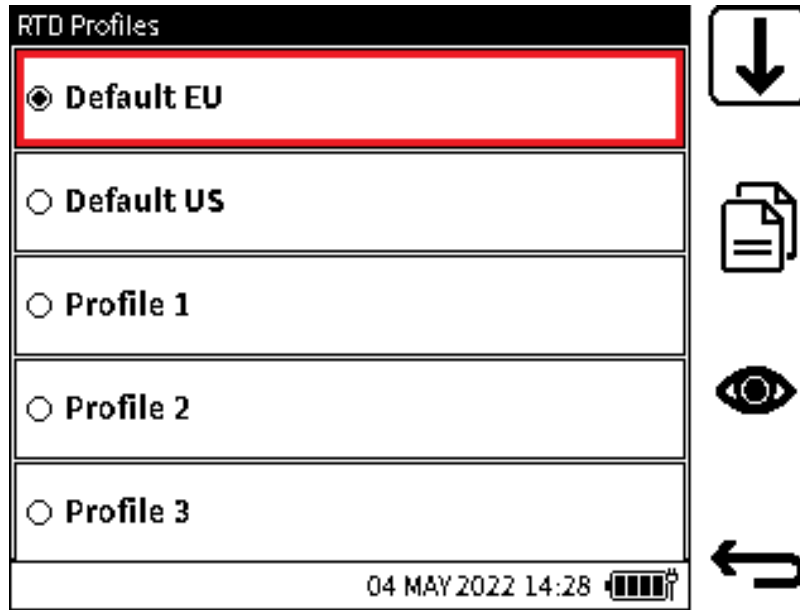 RTD Profiles
Default EU
Default US
Profile 1
Profile 2
Profile 3
04 MAY 2022 14:28